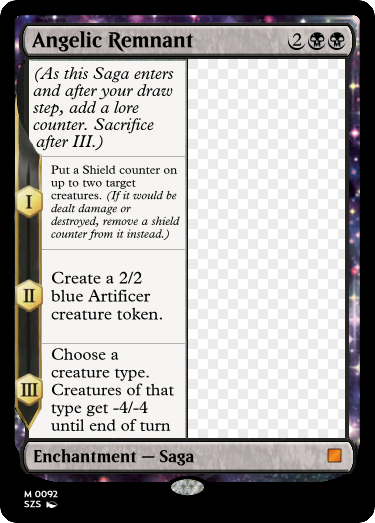 Angelic Remnant 2
(As this Saga enters
and after your draw
step, add a lore
counter. Sacrifice
after III.)
Put a Shield counter on
I
up to two target
creatures. (If it would be
dealt damage or
destroyed, remove a shield
counter from it instead.)
Create a 2/2
II
blue Artificer
creature token.
Choose a
creature type.
III
Creatures of that
type get -4/-4
until end of turn
Enchantment — Saga
M 0092
SZS